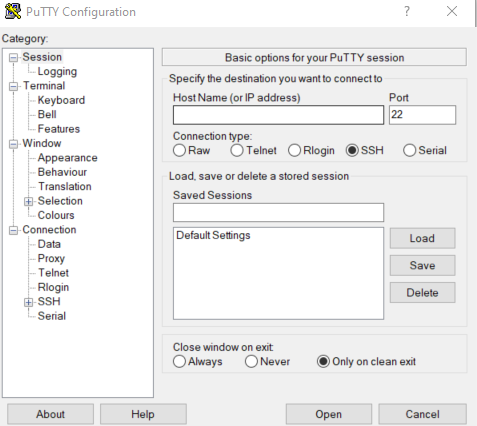 PuTTY Configuration
Category:
Session
Logging
Terminal
Keyboard
Bell
Features
Window
Appearance
Behaviour
Translation
Selection
Colours
Connection
Data
Proxy
Telnet
Rlogin
SSH
Serial
Basic options for your PuTTY session
Specify the destination you want to connect to
Host Name (or IP address) Port
22
Connection type:
Raw Telnet Rlogin SSH Serial
Load, save or delete a stored session
Saved Sessions
Default Settings
Load
Save
Delete
Close window on exit:
Always Never Only on clean exit
About Help Open Cancel